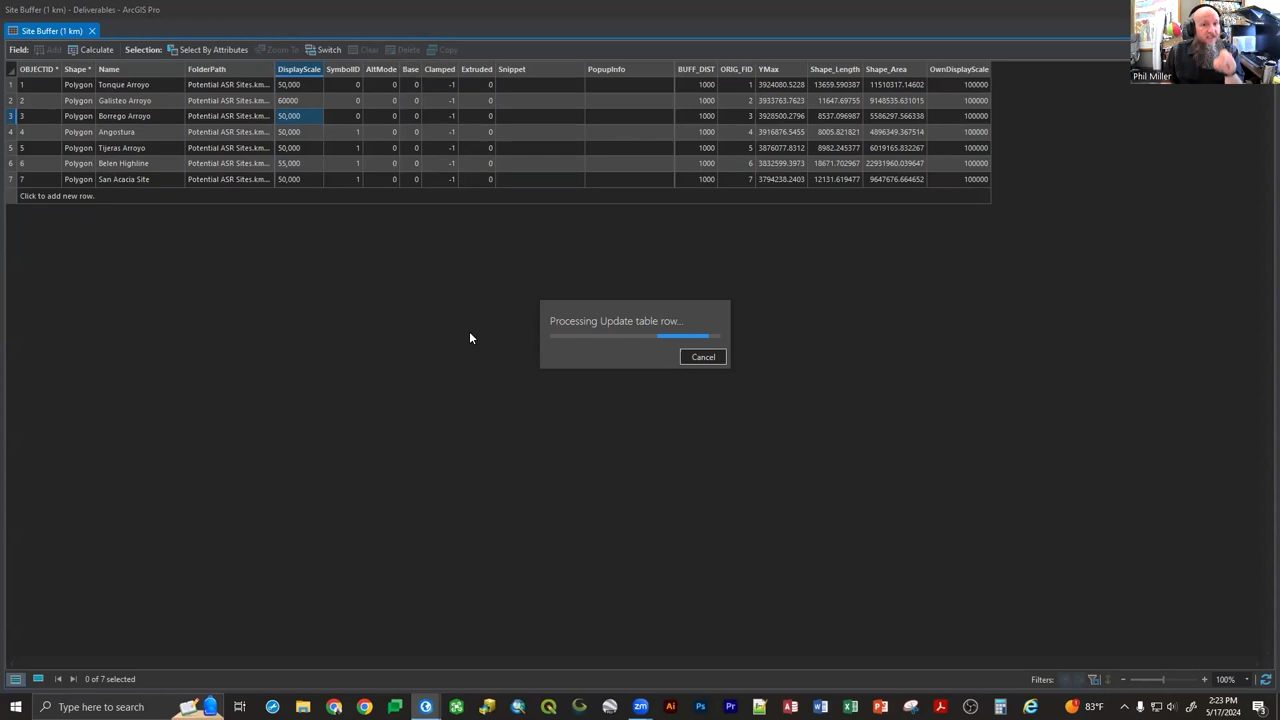 Site Buffer (1 km) - Deliverables - ArcGIS Pro
Site Buffer (1 km)
Field: Add Calculate Selection: Select By Attributes Zoom To Switch Clear Delete Copy
OBJECTID * Shape * Name FolderPath DisplayScale SymbolID AltMode Base Clamped Extruded Snippet PopupInfo BUFF_DIST ORIG_FID YMax Shape_Length Shape_Area OwnDisplayScale
1 1 Polygon Tonque Arroyo Potential ASR Sites.km... 50,000 0 0 0 -1 0 1000 1 3924080.5228 13659.590387 11510317.14602 100000
2 2 Polygon Galisteo Arroyo Potential ASR Sites.km... 60000 0 0 0 -1 0 1000 2 3933763.7623 11647.69755 9148535.631015 100000
3 3 Polygon Borrego Arroyo Potential ASR Sites.km... 50,000 0 0 0 -1 0 1000 3 3928500.2796 8537.096987 5586297.566338 100000
4 4 Polygon Angostura Potential ASR Sites.km... 50,000 1 0 0 -1 0 1000 4 3916876.5455 8005.821821 4896349.367514 100000
5 5 Polygon Tijeras Arroyo Potential ASR Sites.km... 50,000 1 0 0 -1 0 1000 5 3876077.8312 8982.245377 6019165.832267 100000
6 6 Polygon Belen Highline Potential ASR Sites.km... 55,000 1 0 0 -1 0 1000 6 3832599.3973 18671.702967 22931960.039647 100000
7 7 Polygon San Acacia Site Potential ASR Sites.km... 50,000 1 0 0 -1 0 1000 7 3794238.2403 12131.619477 9647676.664652 100000
Click to add new row.
Phil Miller
Processing Update table row...
Cancel
0 of 7 selected
Filters:
100%
Type here to search
zm
Ai
Ps
Pr
83°F
2:23 PM
5/17/2024